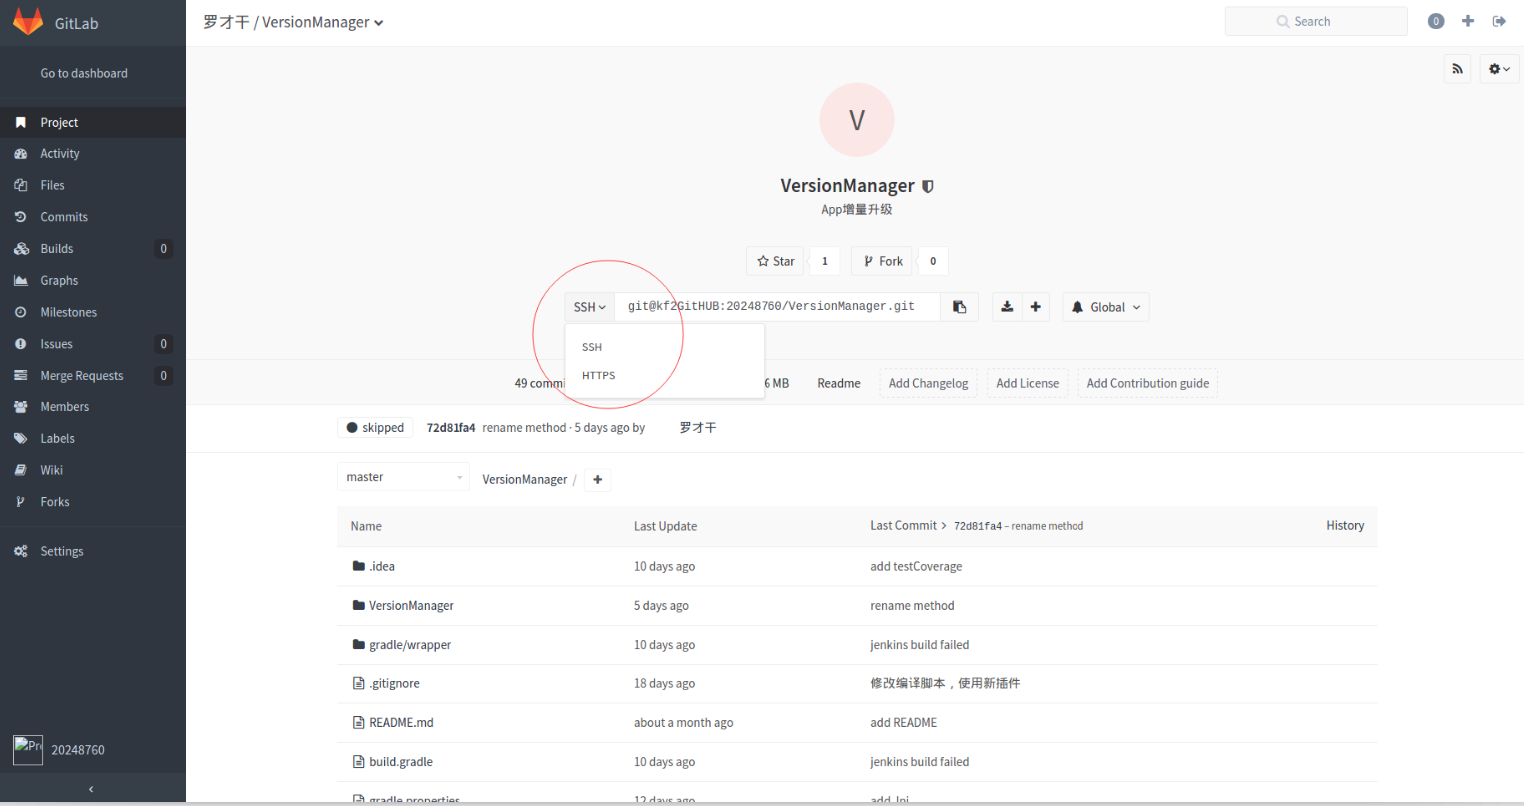 GitLab
罗才干 / VersionManager
Search
0
Go to dashboard
Project
Activity
Files
Commits
Builds 0
Graphs
Milestones
Issues 0
Merge Requests 0
Members
Labels
Wiki
Forks
Settings
20248760
V
VersionManager
App增量升级
Star 1 Fork 0
SSH git@kf2GitHUB:20248760/VersionManager.git Global
SSH
HTTPS
49 commi 6 MB Readme Add Changelog Add License Add Contribution guide
skipped 72d81fa4 rename method · 5 days ago by 罗才干
master VersionManager /
Name Last Update Last Commit > 72d81fa4 – rename method History
.idea 10 days ago add testCoverage
VersionManager 5 days ago rename method
gradle/wrapper 10 days ago jenkins build failed
.gitignore 18 days ago 修改编译脚本，使用新插件
README.md about a month ago add README
build.gradle 10 days ago jenkins build failed
gradle.properties 12 days ago add